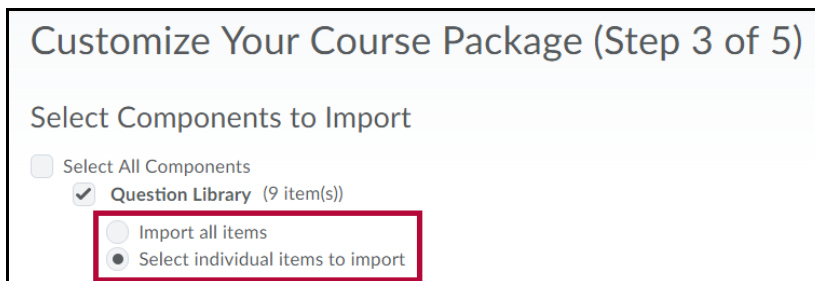 Customize Your Course Package (Step 3 of 5)
Select Components to Import
Select All Components
Question Library (9 item(s))
Import all items
Select individual items to import